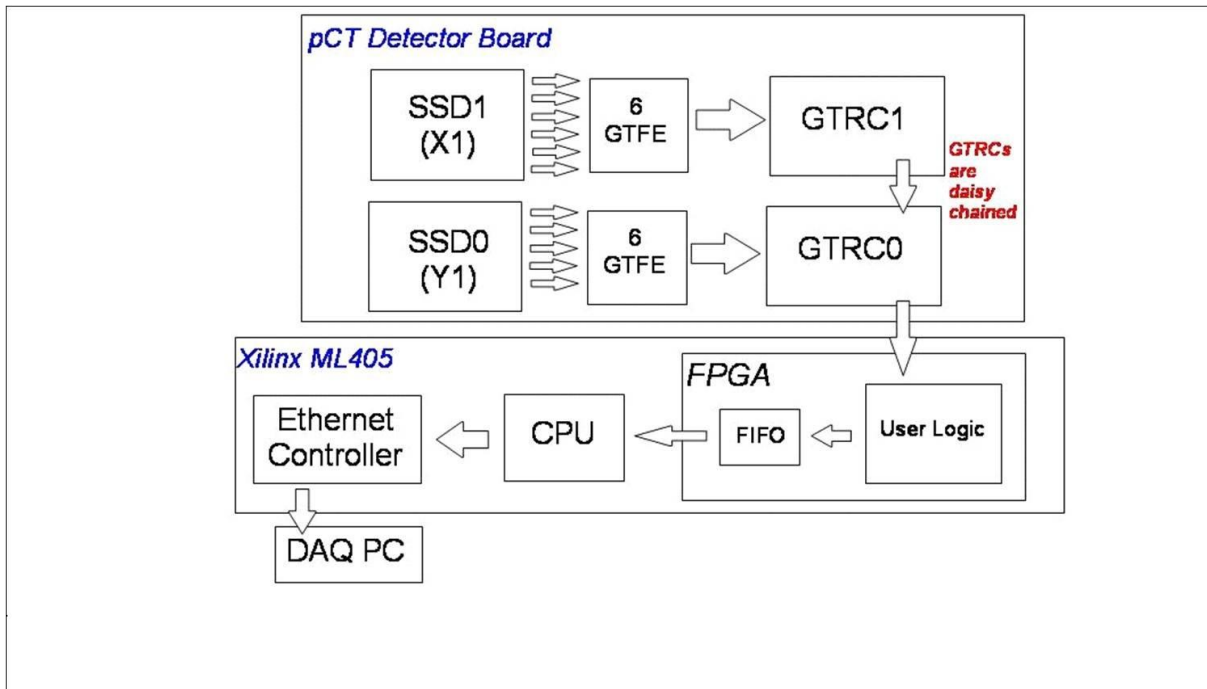 pCT Detector Board
SSD1
(X1)
6
GTFE
GTRC1
GTRCs
are
daisy
chained
SSD0
(Y1)
6
GTFE
GTRC0
Xilinx ML405
FPGA
Ethernet
Controller
CPU
FIFO
User Logic
DAQ PC